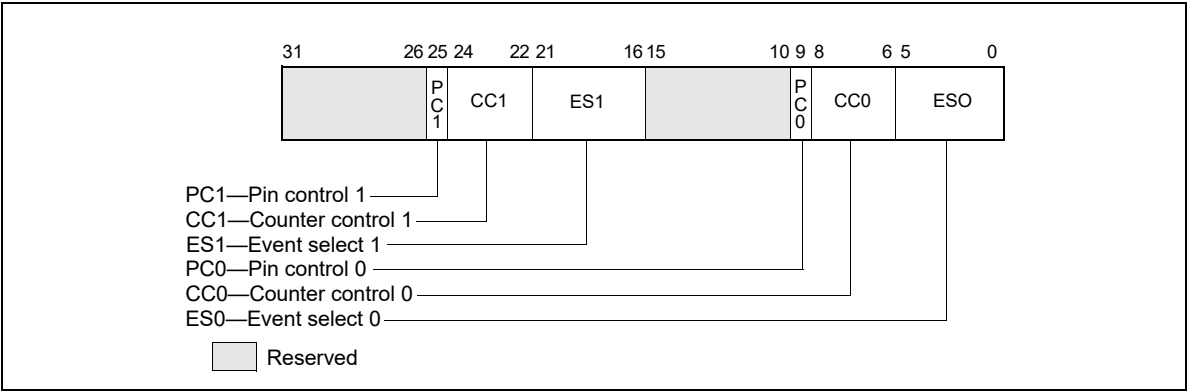 31 26 25 24 22 21 16 15 10 9 8 6 5 0
PC1 CC1 ES1 PC0 CC0 ESO
PC1—Pin control 1
CC1—Counter control 1
ES1—Event select 1
PC0—Pin control 0
CC0—Counter control 0
ES0—Event select 0
Reserved